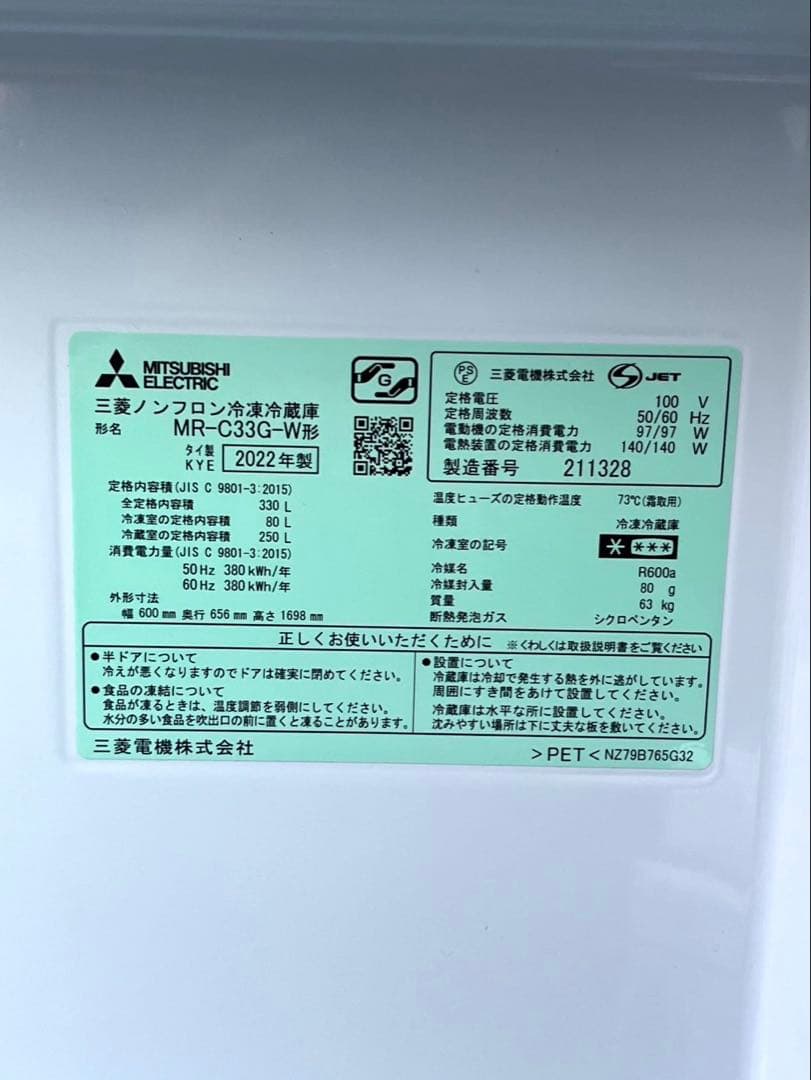 MITSUBISHI
ELECTRIC
三菱ノンフロン冷凍冷蔵庫
形名 MR-C33G-W形
タイ製
KYE 2022年製
G
PSE 三菱電機株式会社 S JET
定格電圧 100 V
定格周波数 50/60 Hz
電動機の定格消費電力 97/97 W
電熱装置の定格消費電力 140/140 W
製造番号 211328
定格内容積(JIS C 9801-3:2015)
全定格内容積 330 L
冷凍室の定格内容積 80 L
冷蔵室の定格内容積 250 L
消費電力量(JIS C 9801-3:2015)
50Hz 380kWh/年
60Hz 380kWh/年
外形寸法
幅 600mm 奥行 656mm 高さ 1698mm
温度ヒューズの定格動作温度 73℃(霜取用)
種類 冷凍冷蔵庫
冷凍室の記号 * ***
冷媒名 R600a
冷媒封入量 80 g
質量 63 kg
断熱発泡ガス シクロペンタン
正しくお使いいただくために ※くわしくは取扱説明書をご覧ください
●半ドアについて
冷えが悪くなりますのでドアは確実に閉めてください。
●食品の凍結について
食品が凍るときは、温度調節を弱側にしてください。
水分の多い食品を吹出口の前に置くと凍ることがあります。
●設置について
冷蔵庫は冷却で発生する熱を外に逃がしています。
周囲にすき間をあけて設置してください。
冷蔵庫は水平な所に設置してください。
沈みやすい場所は下に丈夫な板を敷いてください。
三菱電機株式会社
>PET< NZ79B765G32